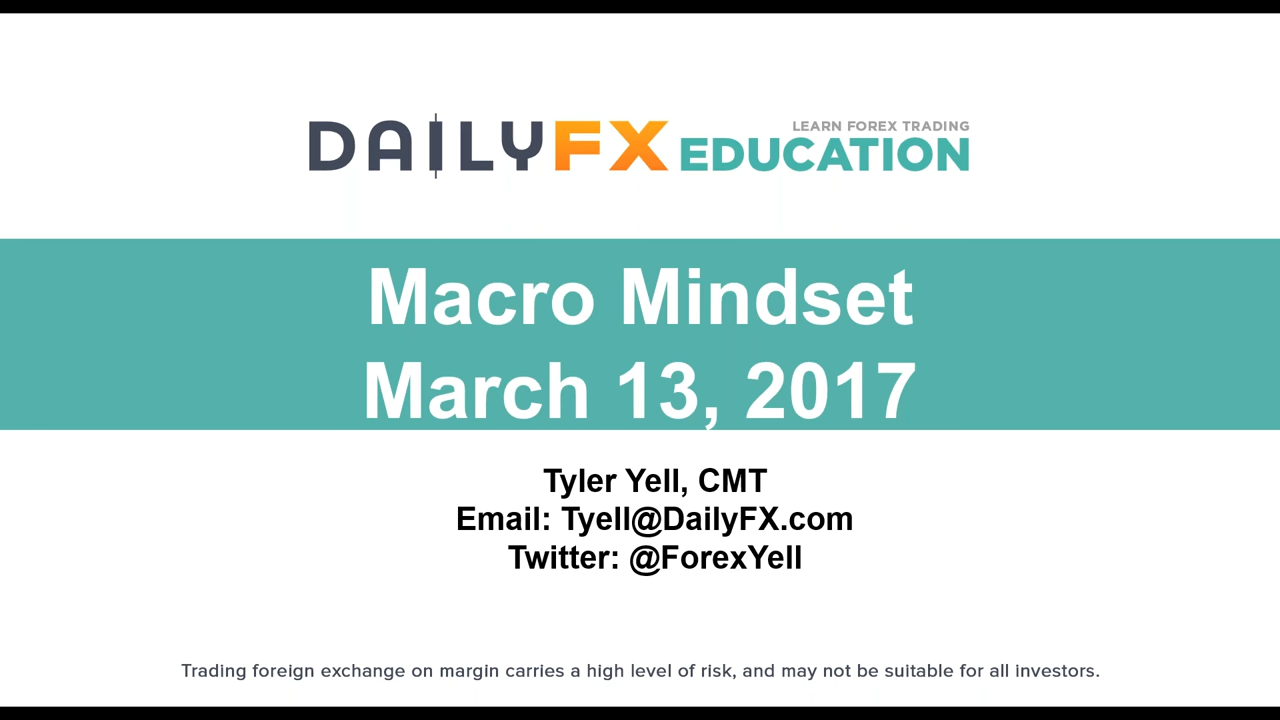 DAILYFX EDUCATION
LEARN FOREX TRADING
Macro Mindset
March 13, 2017
Tyler Yell, CMT
Email: Tyell@DailyFX.com
Twitter: @ForexYell
Trading foreign exchange on margin carries a high level of risk, and may not be suitable for all investors.